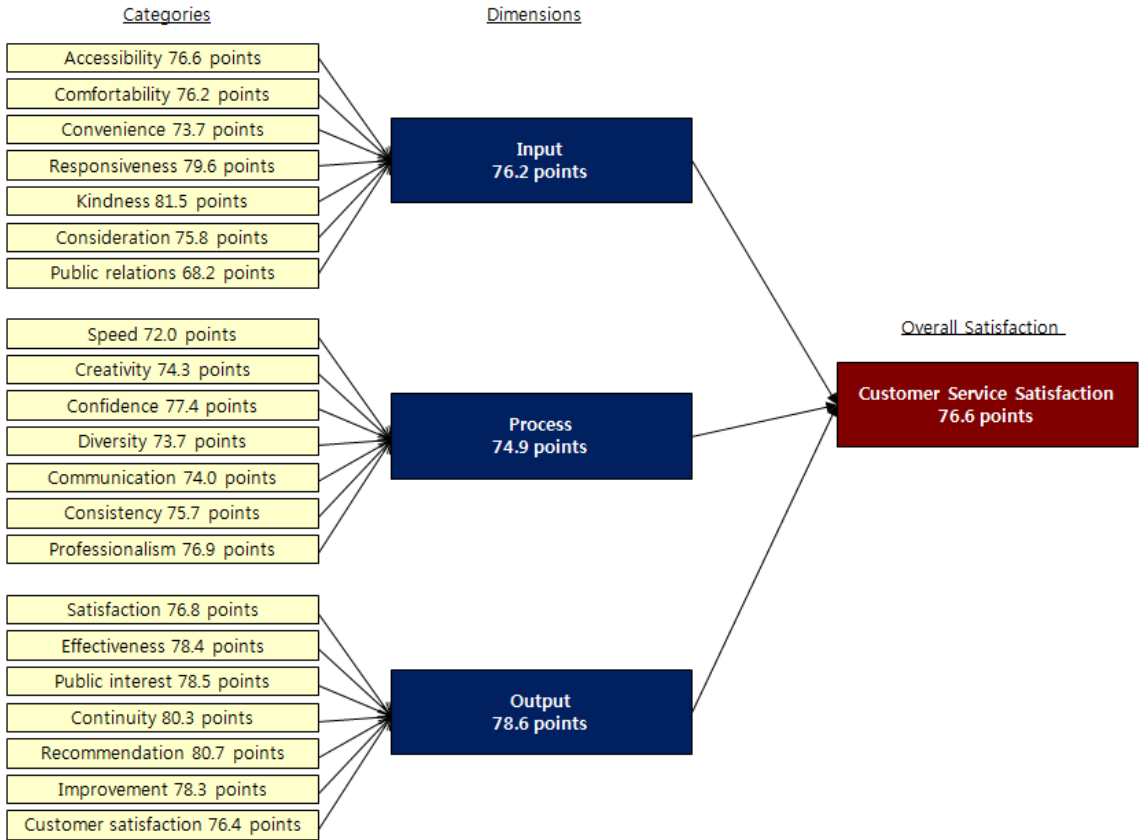 Categories
Dimensions
Accessibility 76.6 points
Comfortability 76.2 points
Convenience 73.7 points
Responsiveness 79.6 points
Kindness 81.5 points
Consideration 75.8 points
Public relations 68.2 points
Input
76.2 points
Speed 72.0 points
Creativity 74.3 points
Confidence 77.4 points
Diversity 73.7 points
Communication 74.0 points
Consistency 75.7 points
Professionalism 76.9 points
Process
74.9 points
Satisfaction 76.8 points
Effectiveness 78.4 points
Public interest 78.5 points
Continuity 80.3 points
Recommendation 80.7 points
Improvement 78.3 points
Customer satisfaction 76.4 points
Output
78.6 points
Overall Satisfaction
Customer Service Satisfaction
76.6 points